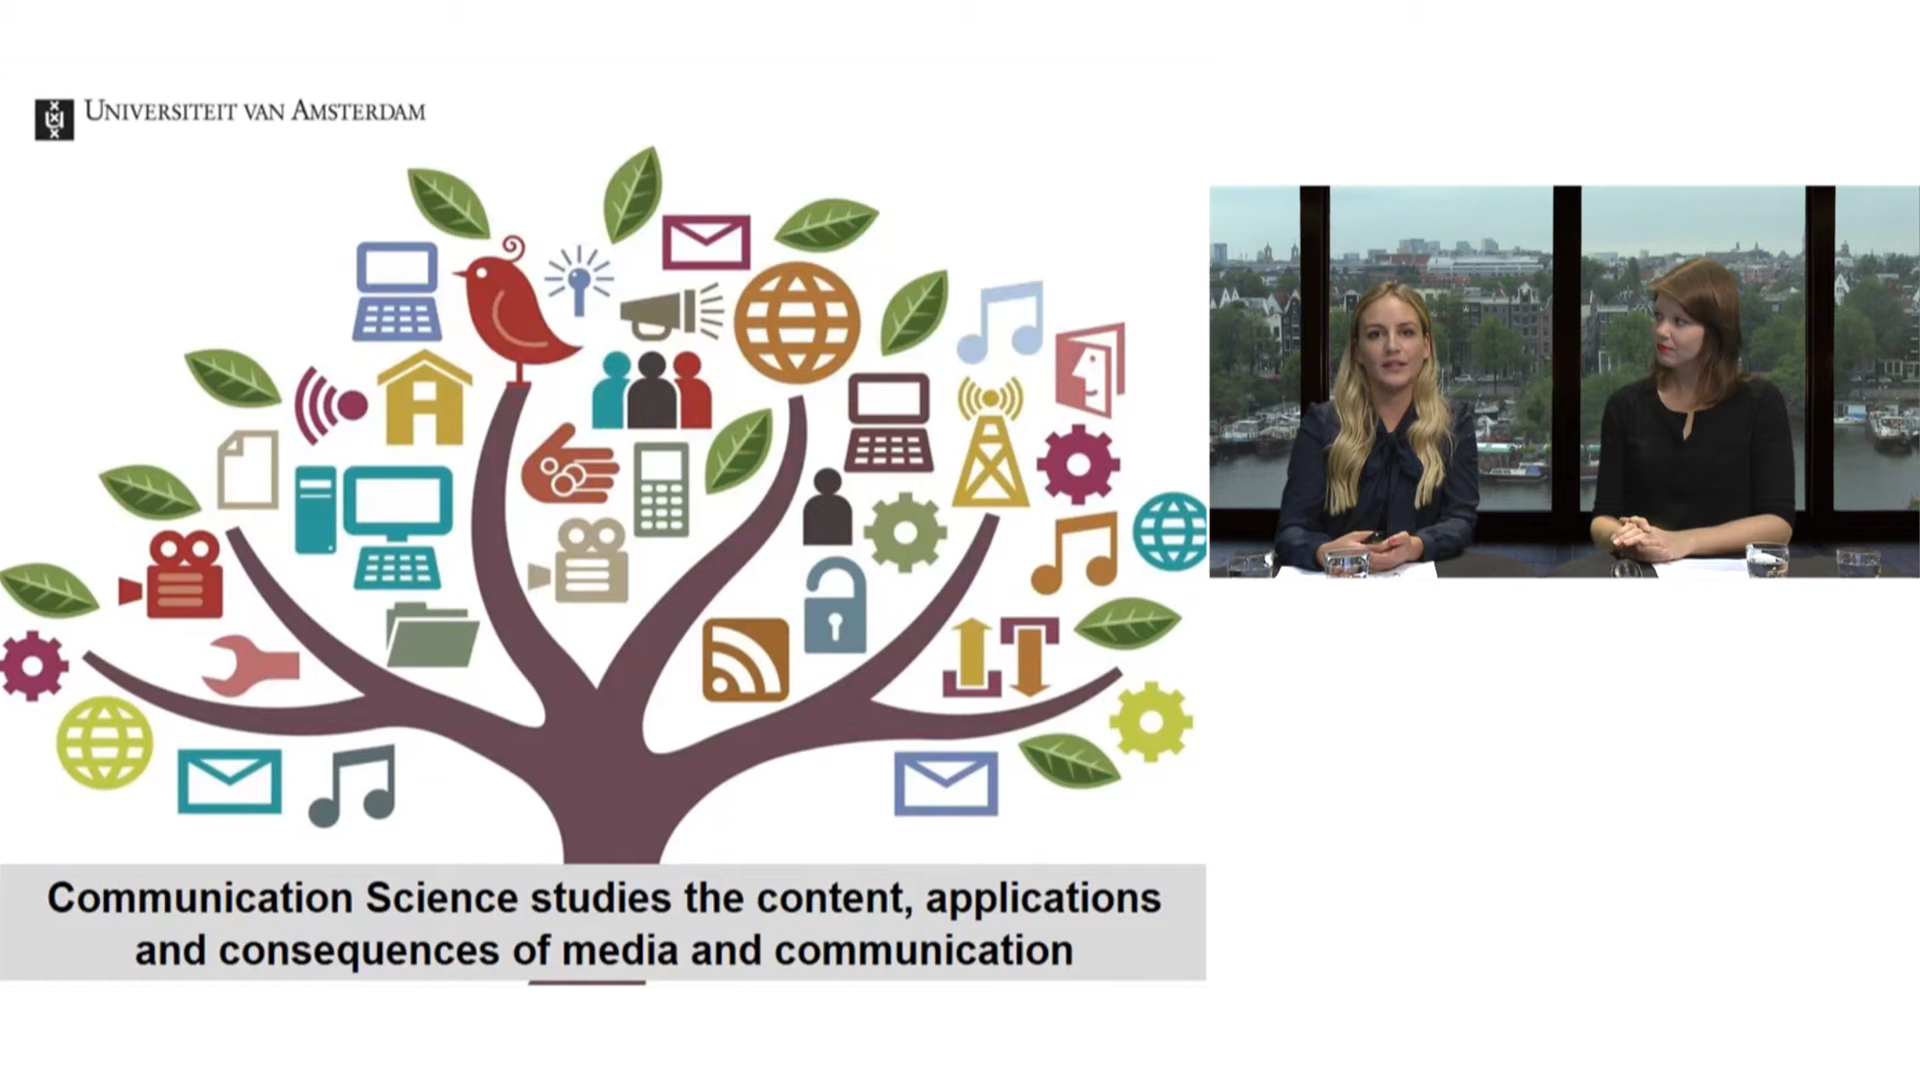 UNIVERSITEIT VAN AMSTERDAM
Communication Science studies the content, applications
and consequences of media and communication